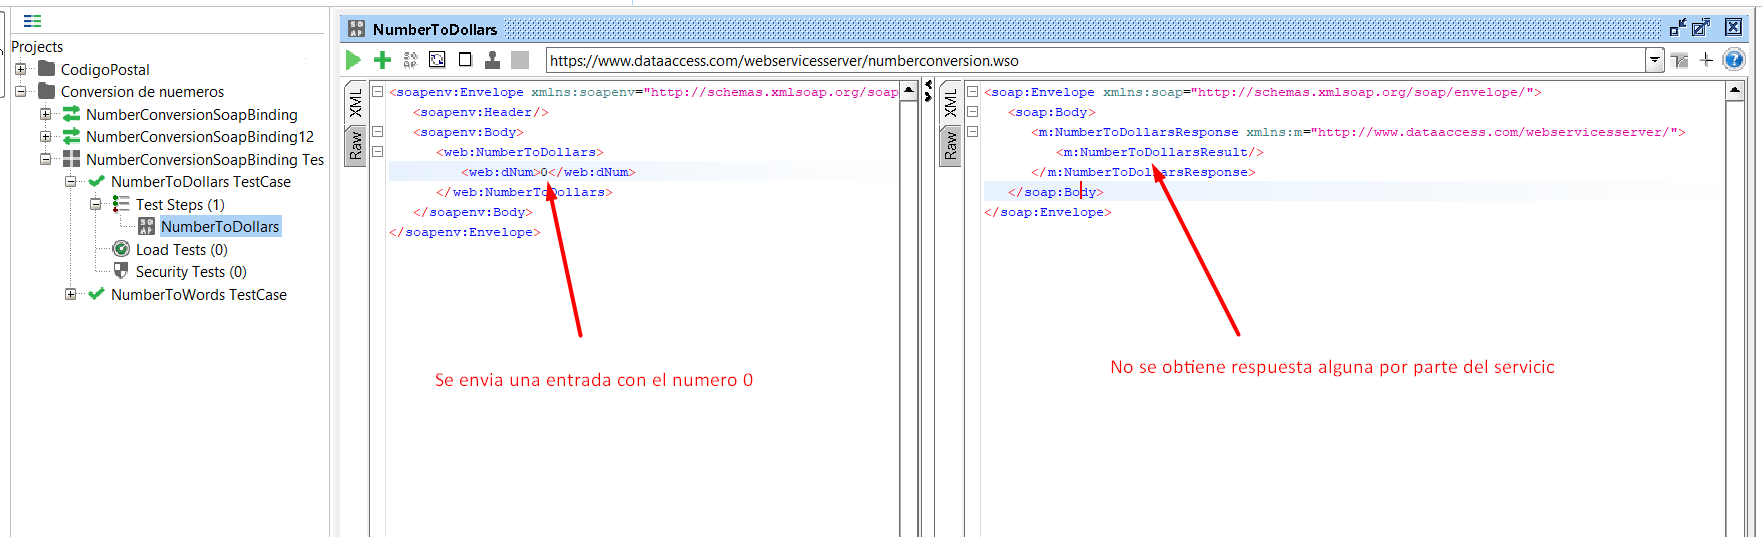 Projects
CodigoPostal
Conversion de nuemeros
NumberConversionSoapBinding
NumberConversionSoapBinding12
NumberConversionSoapBinding Tes
NumberToDollars TestCase
Test Steps (1)
NumberToDollars
Load Tests (0)
Security Tests (0)
NumberToWords TestCase
NumberToDollars
https://www.dataaccess.com/webservicesserver/numberconversion.wso
XML
Raw
<soapenv:Envelope xmlns:soapenv="http://schemas.xmlsoap.org/soap
<soapenv:Header/>
<soapenv:Body>
<web:NumberToDollars>
<web:dNum>0</web:dNum>
</web:NumberToDollars>
</soapenv:Body>
</soapenv:Envelope>
Se envia una entrada con el numero 0
XML
Raw
<soap:Envelope xmlns:soap="http://schemas.xmlsoap.org/soap/envelope/">
<soap:Body>
<m:NumberToDollarsResponse xmlns:m="http://www.dataaccess.com/webservicesserver/">
<m:NumberToDollarsResult/>
</m:NumberToDollarsResponse>
</soap:Body>
</soap:Envelope>
No se obtiene respuesta alguna por parte del servicic